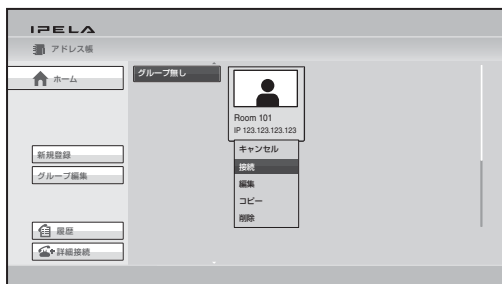 IPELA
アドレス帳
ホーム
グループ無し
Room 101
IP 123.123.123.123
キャンセル
接続
編集
コピー
削除
新規登録
グループ編集
履歴
詳細接続